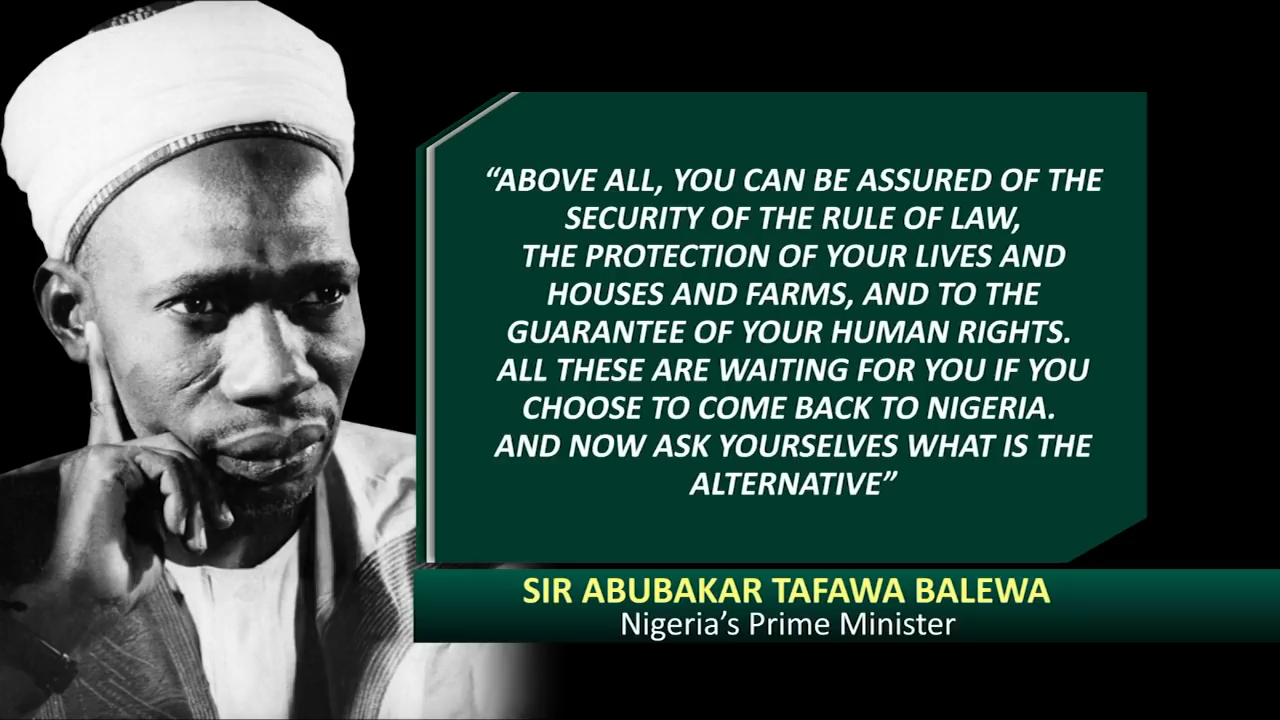 “ABOVE ALL, YOU CAN BE ASSURED OF THE
SECURITY OF THE RULE OF LAW,
THE PROTECTION OF YOUR LIVES AND
HOUSES AND FARMS, AND TO THE
GUARANTEE OF YOUR HUMAN RIGHTS.
ALL THESE ARE WAITING FOR YOU IF YOU
CHOOSE TO COME BACK TO NIGERIA.
AND NOW ASK YOURSELVES WHAT IS THE
ALTERNATIVE”
SIR ABUBAKAR TAFAWA BALEWA
Nigeria’s Prime Minister